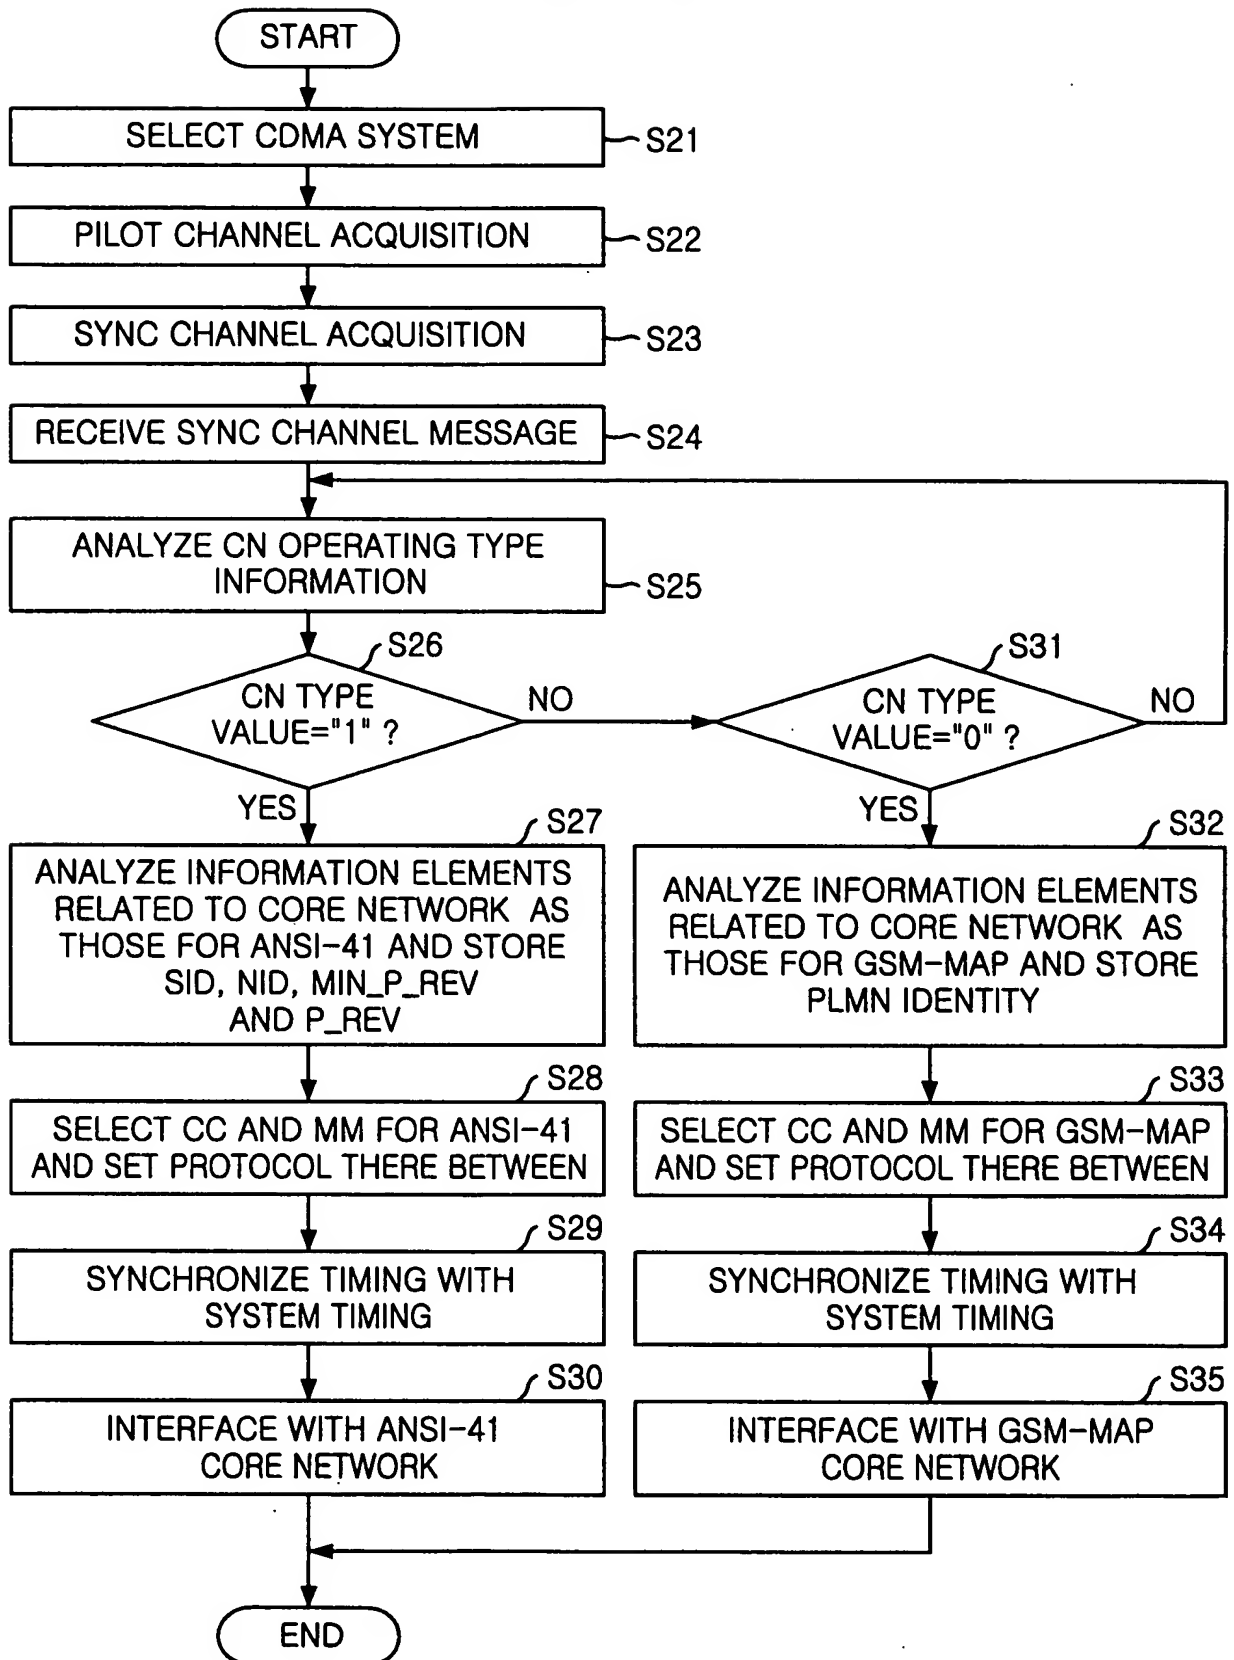 START
SELECT CDMA SYSTEM
S21
PILOT CHANNEL ACQUISITION
S22
SYNC CHANNEL ACQUISITION
S23
RECEIVE SYNC CHANNEL MESSAGE
S24
ANALYZE CN OPERATING TYPE
INFORMATION
S25
S26
CN TYPE
VALUE="1" ?
NO
YES
S31
CN TYPE
VALUE="0" ?
NO
YES
S27
ANALYZE INFORMATION ELEMENTS
RELATED TO CORE NETWORK AS
THOSE FOR ANSI-41 AND STORE
SID, NID, MIN_P_REV
AND P_REV
S32
ANALYZE INFORMATION ELEMENTS
RELATED TO CORE NETWORK AS
THOSE FOR GSM-MAP AND STORE
PLMN IDENTITY
S28
SELECT CC AND MM FOR ANSI-41
AND SET PROTOCOL THERE BETWEEN
S33
SELECT CC AND MM FOR GSM-MAP
AND SET PROTOCOL THERE BETWEEN
S29
SYNCHRONIZE TIMING WITH
SYSTEM TIMING
S34
SYNCHRONIZE TIMING WITH
SYSTEM TIMING
S30
INTERFACE WITH ANSI-41
CORE NETWORK
S35
INTERFACE WITH GSM-MAP
CORE NETWORK
END